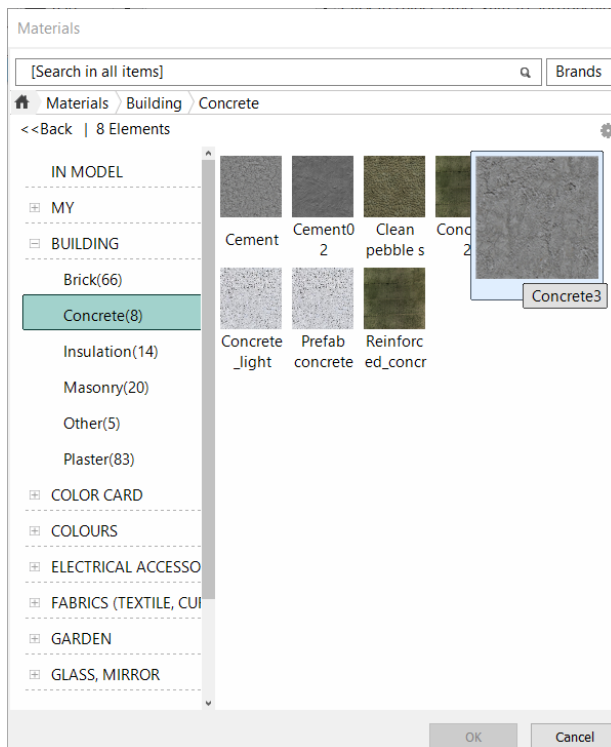 Materials
[Search in all items]
Brands
Materials Building Concrete
<<Back | 8 Elements
IN MODEL
MY
BUILDING
Brick(66)
Concrete(8)
Insulation(14)
Masonry(20)
Other(5)
Plaster(83)
COLOR CARD
COLOURS
ELECTRICAL ACCESSO
FABRICS (TEXTILE, CUI
GARDEN
GLASS, MIRROR
Cement
Cement0
2
Clean
pebble s
Conc
2
Concrete3
Concrete
_light
Prefab
concrete
Reinforc
ed_concr
OK
Cancel